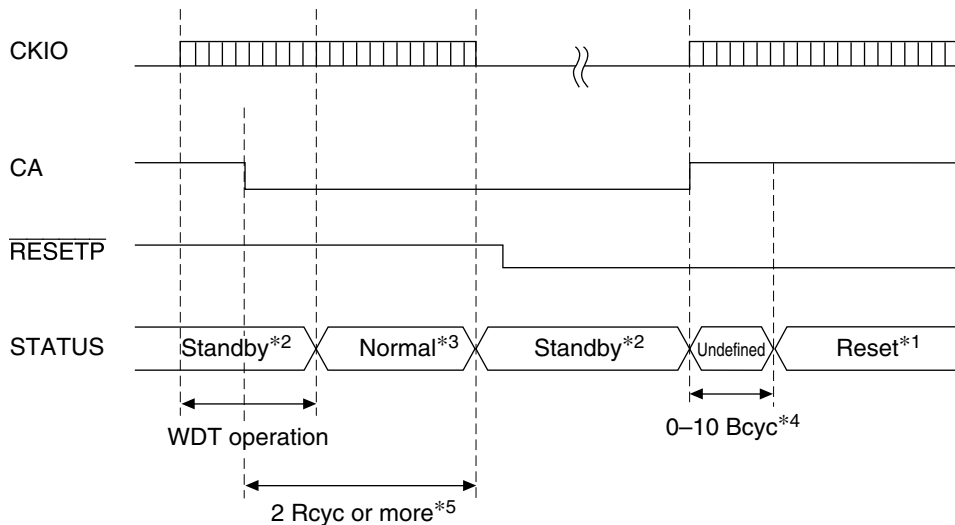 CKIO
CA
RESETP
STATUS
Standby*2
Normal*3
Standby*2
Undefined
Reset*1
WDT operation
0–10 Bcyc*4
2 Rcyc or more*5